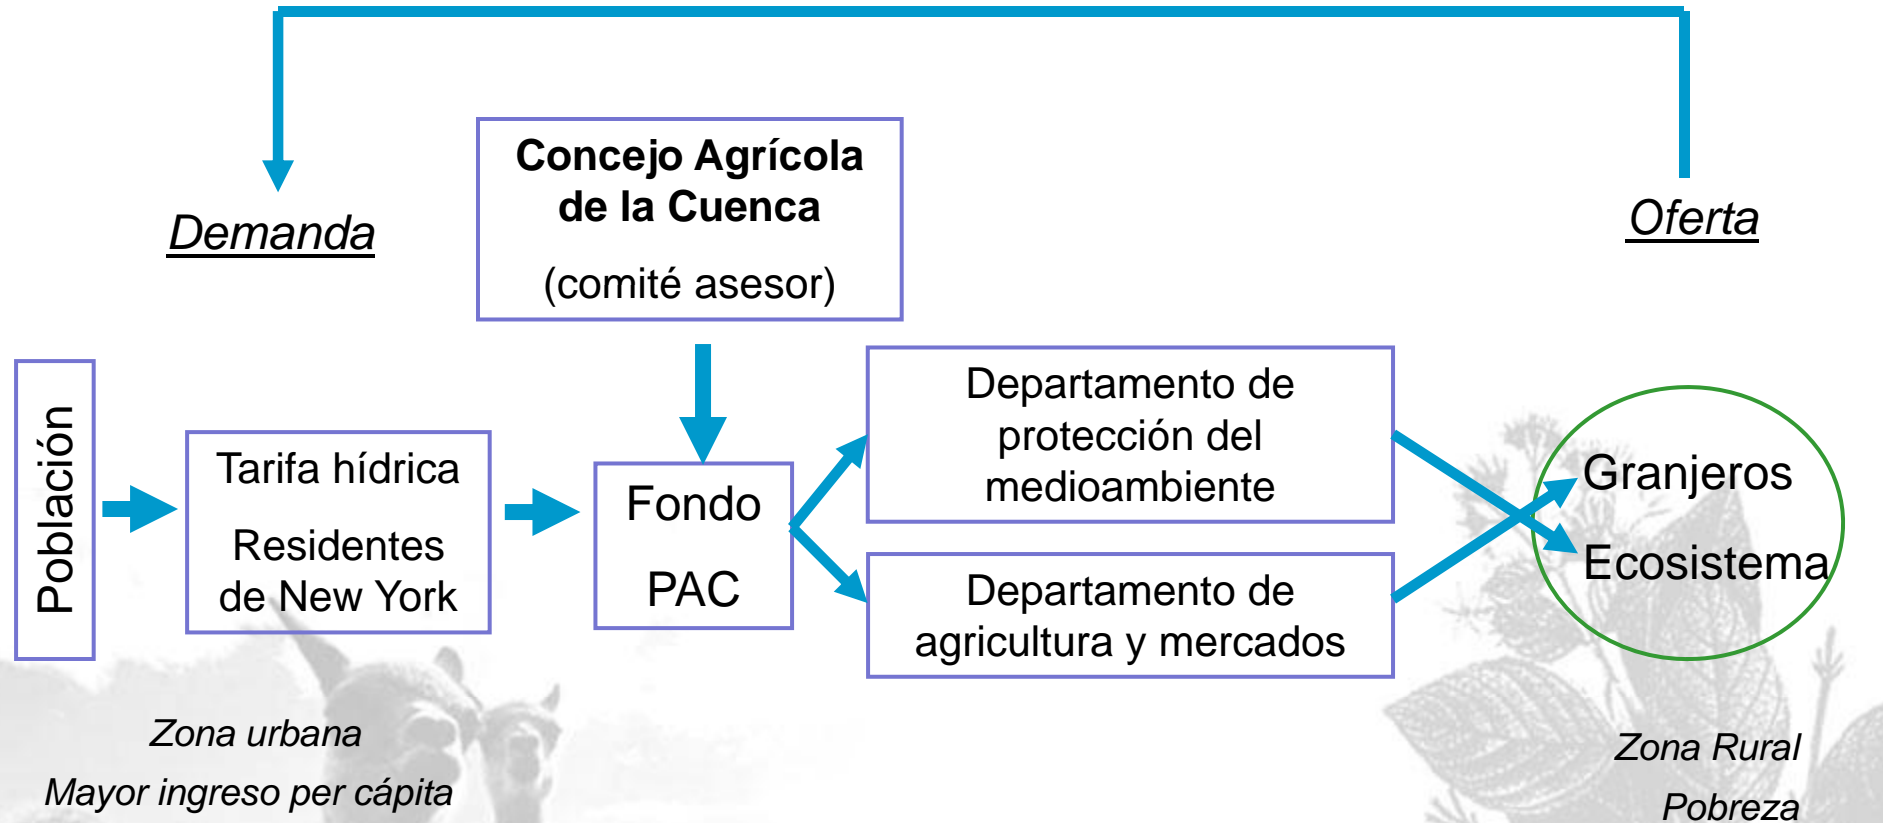 Demanda
Concejo Agrícola
de la Cuenca
(comité asesor)
Oferta
Población
Tarifa hídrica
Residentes
de New York
Fondo
PAC
Departamento de
protección del
medioambiente
Departamento de
agricultura y mercados
Granjeros
Ecosistema
Zona urbana
Mayor ingreso per cápita
Zona Rural
Pobreza